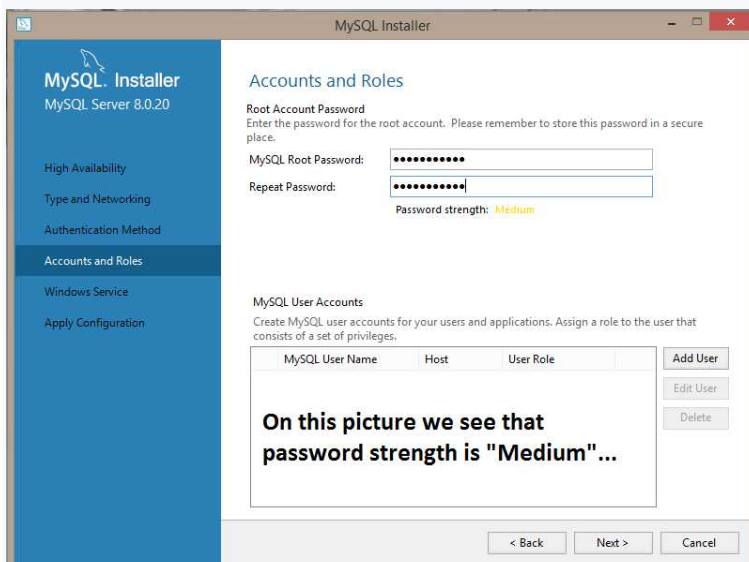 MySQL Installer
MySQL. Installer
MySQL Server 8.0.20
High Availability
Type and Networking
Authentication Method
Accounts and Roles
Windows Service
Apply Configuration
Accounts and Roles
Root Account Password
Enter the password for the root account. Please remember to store this password in a secure
place.
MySQL Root Password: ●●●●●●●●●●●
Repeat Password: ●●●●●●●●●●●
Password strength: Medium
MySQL User Accounts
Create MySQL user accounts for your users and applications. Assign a role to the user that
consists of a set of privileges.
MySQL User Name Host User Role
Add User
Edit User
Delete
On this picture we see that
password strength is "Medium"...
< Back Next > Cancel